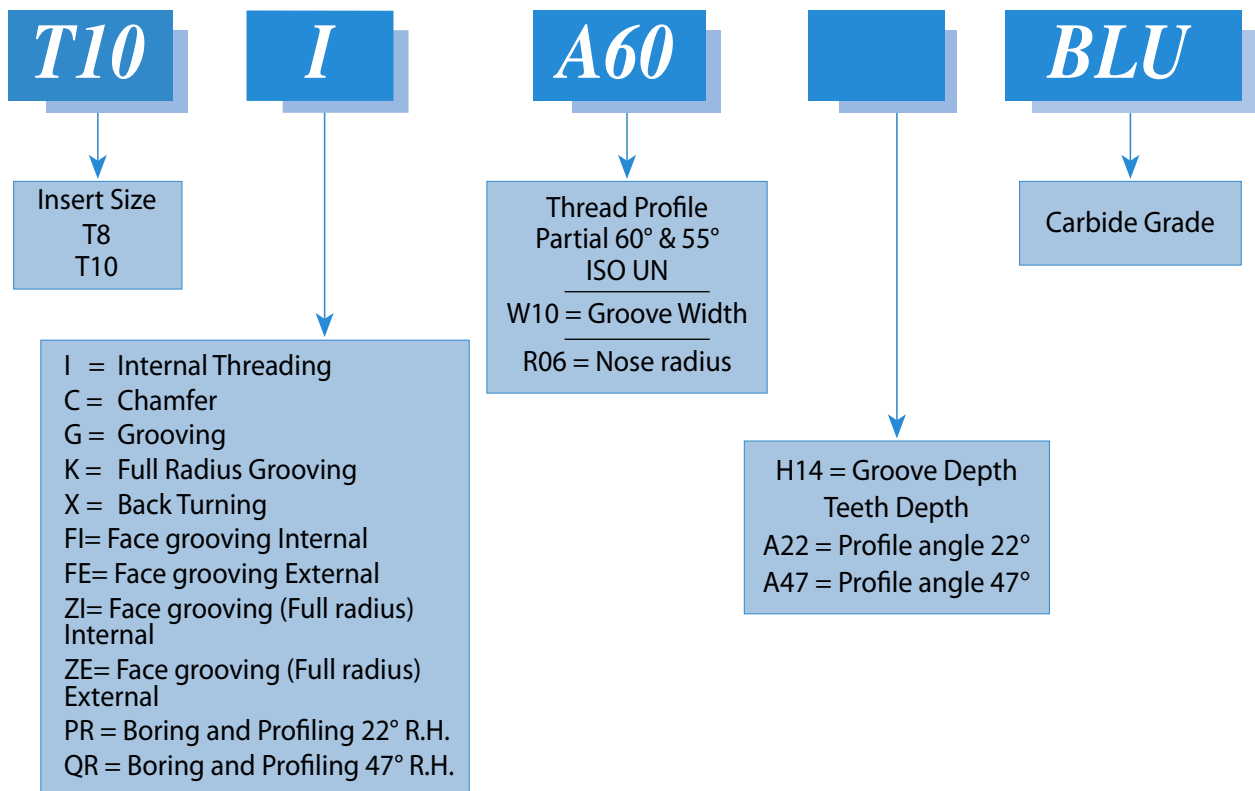 T10 I A60 BLU
Insert Size
T8
T10
I = Internal Threading
C = Chamfer
G = Grooving
K = Full Radius Grooving
X = Back Turning
FI= Face grooving Internal
FE= Face grooving External
ZI= Face grooving (Full radius)
Internal
ZE= Face grooving (Full radius)
External
PR = Boring and Profiling 22° R.H.
QR = Boring and Profiling 47° R.H.
Thread Profile
Partial 60° & 55°
ISO UN
W10 = Groove Width
R06 = Nose radius
H14 = Groove Depth
Teeth Depth
A22 = Profile angle 22°
A47 = Profile angle 47°
Carbide Grade